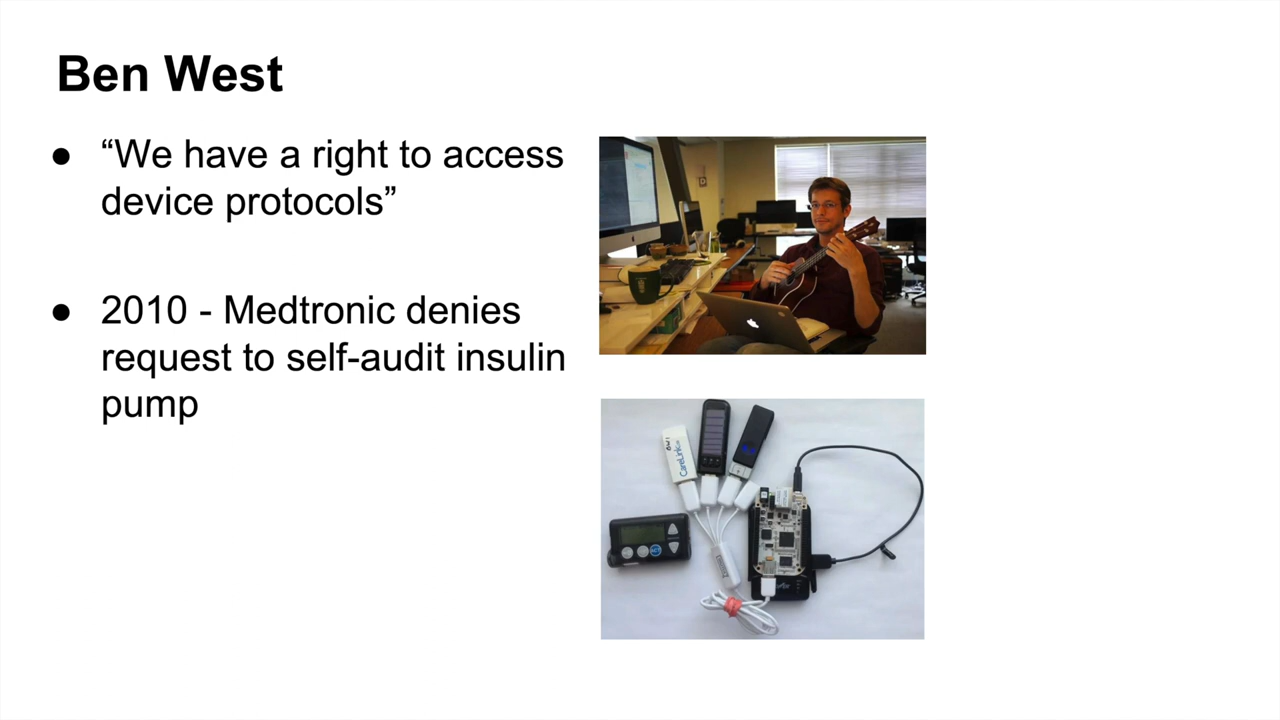 Ben West
● “We have a right to access
device protocols”
● 2010 - Medtronic denies
request to self-audit insulin
pump
CareLink
ACT